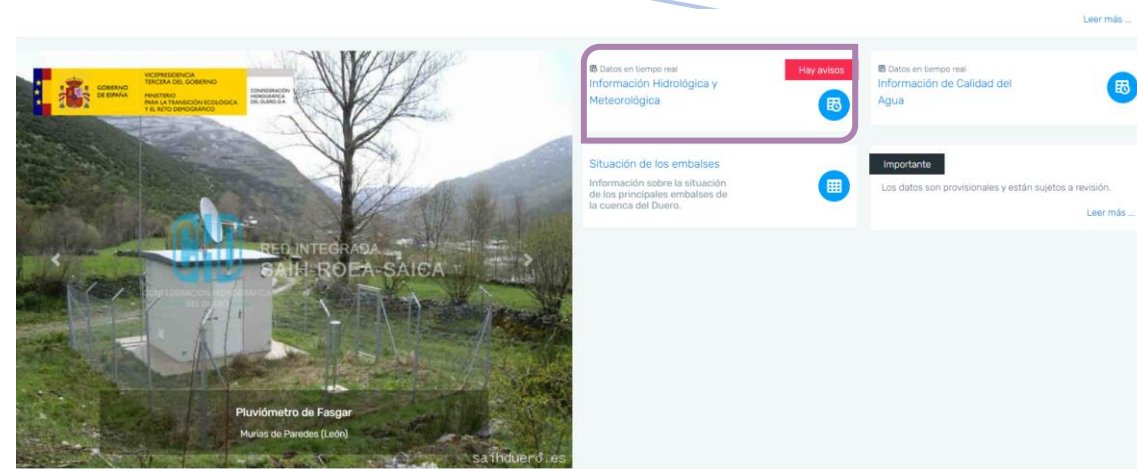 Leer más ...
GOBIERNO
DE ESPAÑA
VICEPRESIDENCIA
TERCERA DEL GOBIERNO
MINISTERIO
PARA LA TRANSICIÓN ECOLÓGICA
Y EL RETO DEMOGRÁFICO
CONFEDERACIÓN
HIDROGRÁFICA
DEL DUERO O.A.
RED INTEGRADA
SAIH-ROEA-SAICA
CONFEDERACIÓN HIDROGRÁFICA
DEL DUERO
Pluviómetro de Fasgar
Murias de Paredes (León)
saihduero.es
Datos en tiempo real
Hay avisos
Información Hidrológica y
Meteorológica
Datos en tiempo real
Información de Calidad del
Agua
Situación de los embalses
Información sobre la situación
de los principales embalses de
la cuenca del Duero.
Importante
Los datos son provisionales y están sujetos a revisión.
Leer más ...